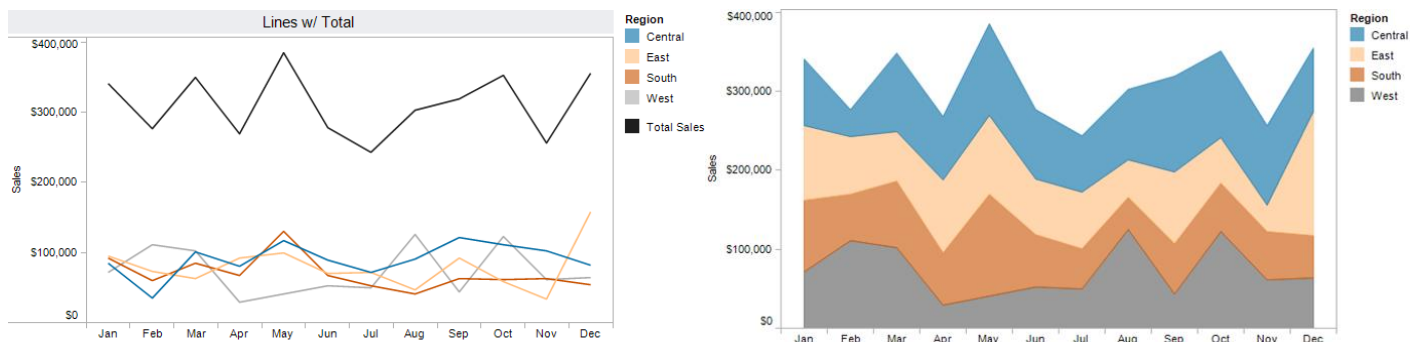 Lines w/ Total
$400,000
$300,000
$200,000
$100,000
$0
Sales
Jan Feb Mar Apr May Jun Jul Aug Sep Oct Nov Dec
Region
Central
East
South
West
Total Sales
$400,000
$300,000
$200,000
$100,000
$0
Sales
Jan Feb Mar Apr May Jun Jul Aug Sep Oct Nov Dec
Region
Central
East
South
West